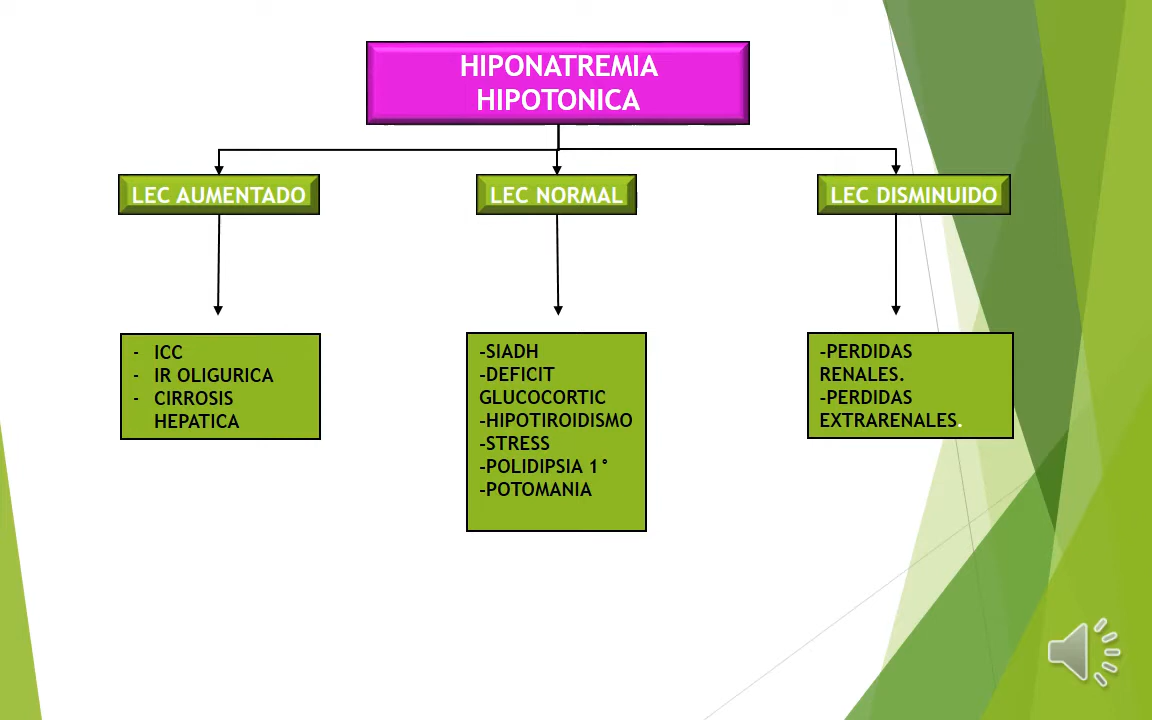 HIPONATREMIA
HIPOTONICA
LEC AUMENTADO
LEC NORMAL
LEC DISMINUIDO
- ICC
- IR OLIGURICA
- CIRROSIS
HEPATICA
-SIADH
-DEFICIT
GLUCOCORTIC
-HIPOTIROIDISMO
-STRESS
-POLIDIPSIA 1°
-POTOMANIA
-PERDIDAS
RENALES.
-PERDIDAS
EXTRARENALES.